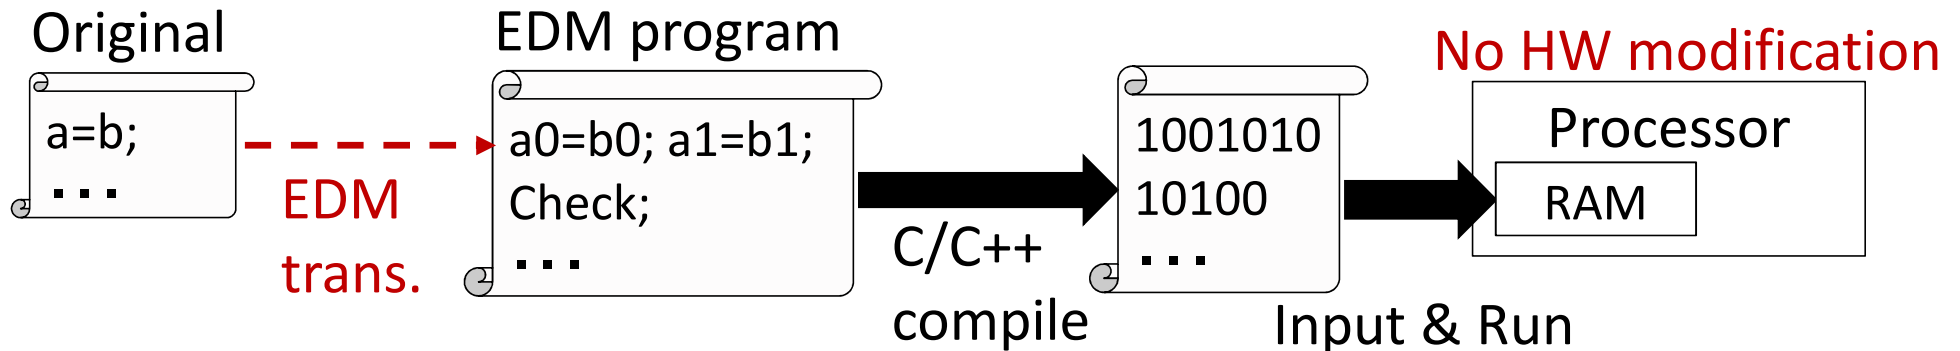 Original
a=b;
...
EDM
trans.
EDM program
a0=b0; a1=b1;
Check;
...
C/C++
compile
1001010
10100
...
Input & Run
No HW modification
Processor
RAM